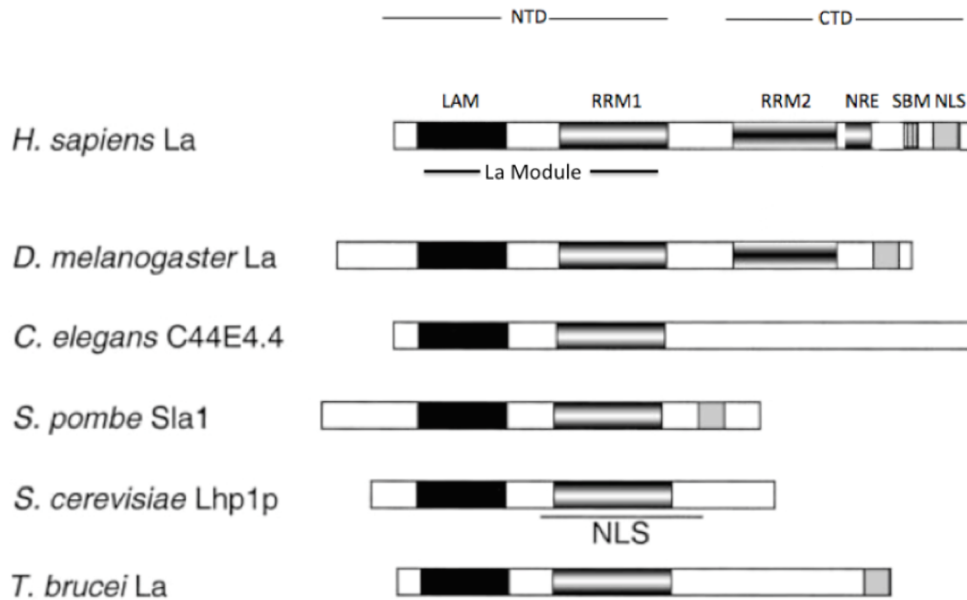 NTD CTD
LAM RRM1 RRM2 NRE SBM NLS
H. sapiens La
La Module
D. melanogaster La
C. elegans C44E4.4
S. pombe Sla1
S. cerevisiae Lhp1p
NLS
T. brucei La